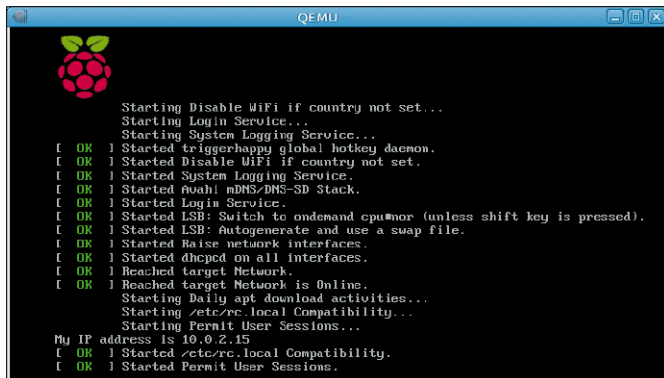 QEMU
Starting Disable WiFi if country not set...
Starting Login Service...
Starting System Logging Service...
[ OK ] Started triggerhappy global hotkey daemon.
[ OK ] Started Disable WiFi if country not set.
[ OK ] Started System Logging Service.
[ OK ] Started Avahi mDNS/DNS-SD Stack.
[ OK ] Started Login Service.
[ OK ] Started LSB: Switch to ondemand cpu■nor (unless shift key is pressed).
[ OK ] Started LSB: Autogenerate and use a swap file.
[ OK ] Started Raise network interfaces.
[ OK ] Started dhcpcd on all interfaces.
[ OK ] Reached target Network.
[ OK ] Reached target Network is Online.
Starting Daily apt download activities...
Starting /etc/rc.local Compatibility...
Starting Permit User Sessions...
My IP address is 10.0.2.15
[ OK ] Started /etc/rc.local Compatibility.
[ OK ] Started Permit User Sessions.